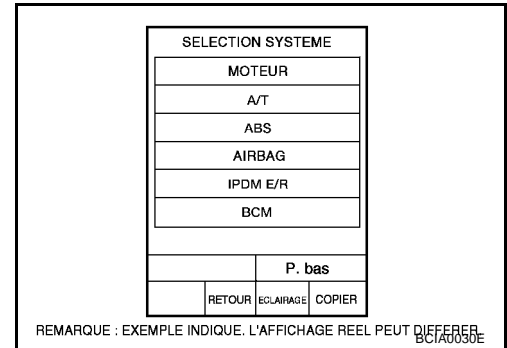 SELECTION SYSTEME
MOTEUR
A/T
ABS
AIRBAG
IPDM E/R
BCM
P. bas
RETOUR ECLAIRAGE COPIER
REMARQUE : EXEMPLE INDIQUE. L'AFFICHAGE REEL PEUT DIFFERER.
BCIA0030E